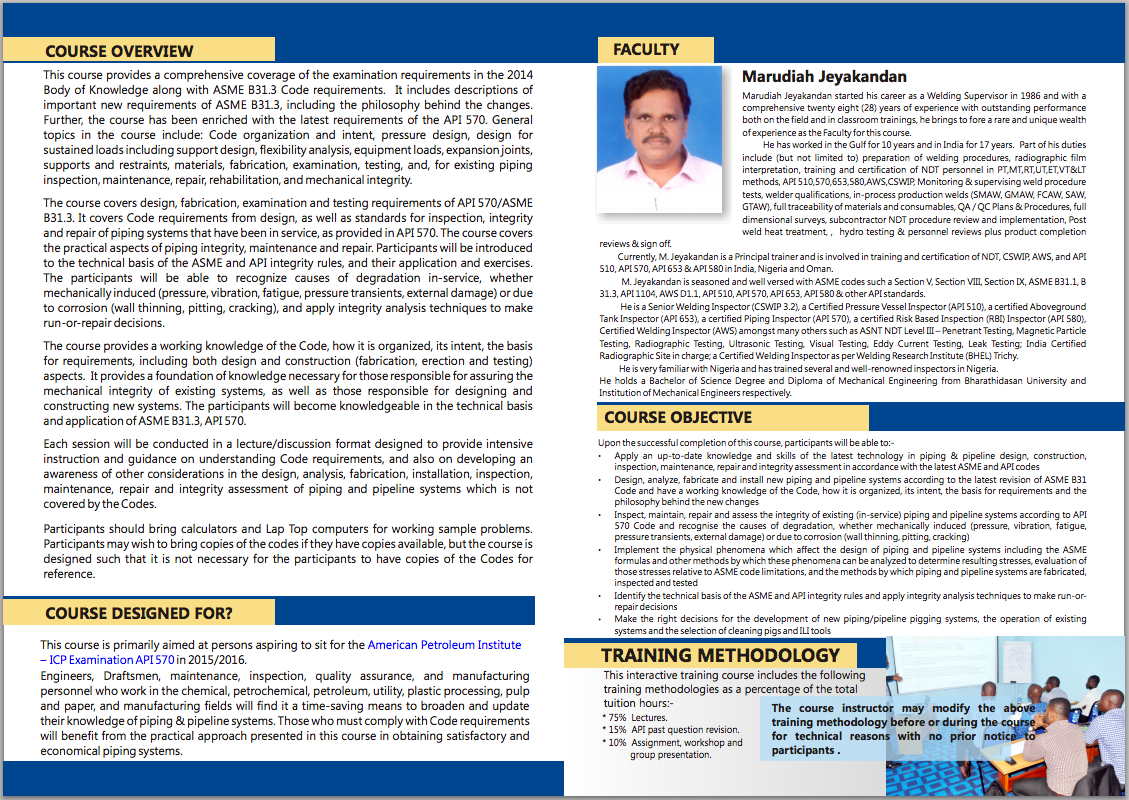 COURSE OVERVIEW
This course provides a comprehensive coverage of the examination requirements in the 2014
Body of Knowledge along with ASME B31.3 Code requirements. It includes descriptions of
important new requirements of ASME B31.3, including the philosophy behind the changes.
Further, the course has been enriched with the latest requirements of the API 570. General
topics in the course include: Code organization and intent, pressure design, design for
sustained loads including support design, flexibility analysis, equipment loads, expansion joints,
supports and restraints, materials, fabrication, examination, testing, and, for existing piping
inspection, maintenance, repair, rehabilitation, and mechanical integrity.
The course covers design, fabrication, examination and testing requirements of API 570/ASME
B31.3. It covers Code requirements from design, as well as standards for inspection, integrity
and repair of piping systems that have been in service, as provided in API 570. The course covers
the practical aspects of piping integrity, maintenance and repair. Participants will be introduced
to the technical basis of the ASME and API integrity rules, and their application and exercises.
The participants will be able to recognize causes of degradation in-service, whether
mechanically induced (pressure, vibration, fatigue, pressure transients, external damage) or due
to corrosion (wall thinning, pitting, cracking), and apply integrity analysis techniques to make
run-or-repair decisions.
The course provides a working knowledge of the Code, how it is organized, its intent, the basis
for requirements, including both design and construction (fabrication, erection and testing)
aspects. It provides a foundation of knowledge necessary for those responsible for assuring the
mechanical integrity of existing systems, as well as those responsible for designing and
constructing new systems. The participants will become knowledgeable in the technical basis
and application of ASME B31.3, API 570.
Each session will be conducted in a lecture/discussion format designed to provide intensive
instruction and guidance on understanding Code requirements, and also on developing an
awareness of other considerations in the design, analysis, fabrication, installation, inspection,
maintenance, repair and integrity assessment of piping and pipeline systems which is not
covered by the Codes.
Participants should bring calculators and Lap Top computers for working sample problems.
Participants may wish to bring copies of the codes if they have copies available, but the course is
designed such that it is not necessary for the participants to have copies of the Codes for
reference.
COURSE DESIGNED FOR?
This course is primarily aimed at persons aspiring to sit for the American Petroleum Institute
– ICP Examination API 570 in 2015/2016.
Engineers, Draftsmen, maintenance, inspection, quality assurance, and manufacturing
personnel who work in the chemical, petrochemical, petroleum, utility, plastic processing, pulp
and paper, and manufacturing fields will find it a time-saving means to broaden and update
their knowledge of piping & pipeline systems. Those who must comply with Code requirements
will benefit from the practical approach presented in this course in obtaining satisfactory and
economical piping systems.
FACULTY
Marudiah Jeyakandan
Marudiah Jeyakandan started his career as a Welding Supervisor in 1986 and with a
comprehensive twenty eight (28) years of experience with outstanding performance
both on the field and in classroom trainings, he brings to fore a rare and unique wealth
of experience as the Faculty for this course.
He has worked in the Gulf for 10 years and in India for 17 years. Part of his duties
include (but not limited to) preparation of welding procedures, radiographic film
interpretation, training and certification of NDT personnel in PT,MT,RT,UT,ET,VT&LT
methods, API 510,570,653,580,AWS,CSWIP, Monitoring & supervising weld procedure
tests, welder qualifications, in-process production welds (SMAW, GMAW, FCAW, SAW,
GTAW), full traceability of materials and consumables, QA / QC Plans & Procedures, full
dimensional surveys, subcontractor NDT procedure review and implementation, Post
weld heat treatment, , hydro testing & personnel reviews plus product completion
reviews & sign off.
Currently, M. Jeyakandan is a Principal trainer and is involved in training and certification of NDT, CSWIP, AWS, and API
510, API 570, API 653 & API 580 in India, Nigeria and Oman.
M. Jeyakandan is seasoned and well versed with ASME codes such a Section V, Section VIII, Section IX, ASME B31.1, B
31.3, API 1104, AWS D1.1, API 510, API 570, API 653, API 580 & other API standards.
He is a Senior Welding Inspector (CSWIP 3.2), a Certified Pressure Vessel Inspector (API 510), a certified Aboveground
Tank Inspector (API 653), a certified Piping Inspector (API 570), a certified Risk Based Inspection (RBI) Inspector (API 580),
Certified Welding Inspector (AWS) amongst many others such as ASNT NDT Level III – Penetrant Testing, Magnetic Particle
Testing, Radiographic Testing, Ultrasonic Testing, Visual Testing, Eddy Current Testing, Leak Testing; India Certified
Radiographic Site in charge; a Certified Welding Inspector as per Welding Research Institute (BHEL) Trichy.
He is very familiar with Nigeria and has trained several and well-renowned inspectors in Nigeria.
He holds a Bachelor of Science Degree and Diploma of Mechanical Engineering from Bharathidasan University and
Institution of Mechanical Engineers respectively.
COURSE OBJECTIVE
Upon the successful completion of this course, participants will be able to:-
• Apply an up-to-date knowledge and skills of the latest technology in piping & pipeline design, construction,
inspection, maintenance, repair and integrity assessment in accordance with the latest ASME and API codes
• Design, analyze, fabricate and install new piping and pipeline systems according to the latest revision of ASME B31
Code and have a working knowledge of the Code, how it is organized, its intent, the basis for requirements and the
philosophy behind the new changes
• Inspect, maintain, repair and assess the integrity of existing (in-service) piping and pipeline systems according to API
570 Code and recognise the causes of degradation, whether mechanically induced (pressure, vibration, fatigue,
pressure transients, external damage) or due to corrosion (wall thinning, pitting, cracking)
• Implement the physical phenomena which affect the design of piping and pipeline systems including the ASME
formulas and other methods by which these phenomena can be analyzed to determine resulting stresses, evaluation of
those stresses relative to ASME code limitations, and the methods by which piping and pipeline systems are fabricated,
inspected and tested
• Identify the technical basis of the ASME and API integrity rules and apply integrity analysis techniques to make run-or-
repair decisions
• Make the right decisions for the development of new piping/pipeline pigging systems, the operation of existing
systems and the selection of cleaning pigs and ILI tools
TRAINING METHODOLOGY
This interactive training course includes the following
training methodologies as a percentage of the total
tuition hours:-
* 75% Lectures.
* 15% API past question revision.
* 10% Assignment, workshop and
group presentation.
The course instructor may modify the above
training methodology before or during the course
for technical reasons with no prior notice to
participants .